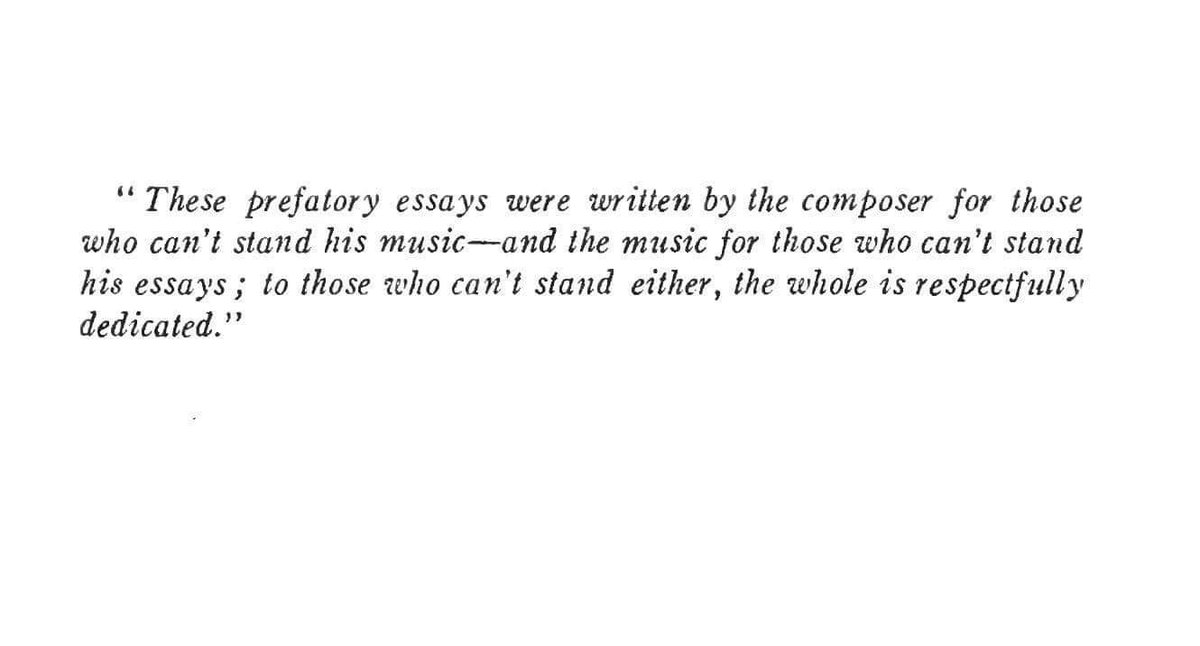 “ These prefatory essays were written by the composer for those
who can't stand his music—and the music for those who can't stand
his essays ; to those who can't stand either, the whole is respectfully
dedicated.”